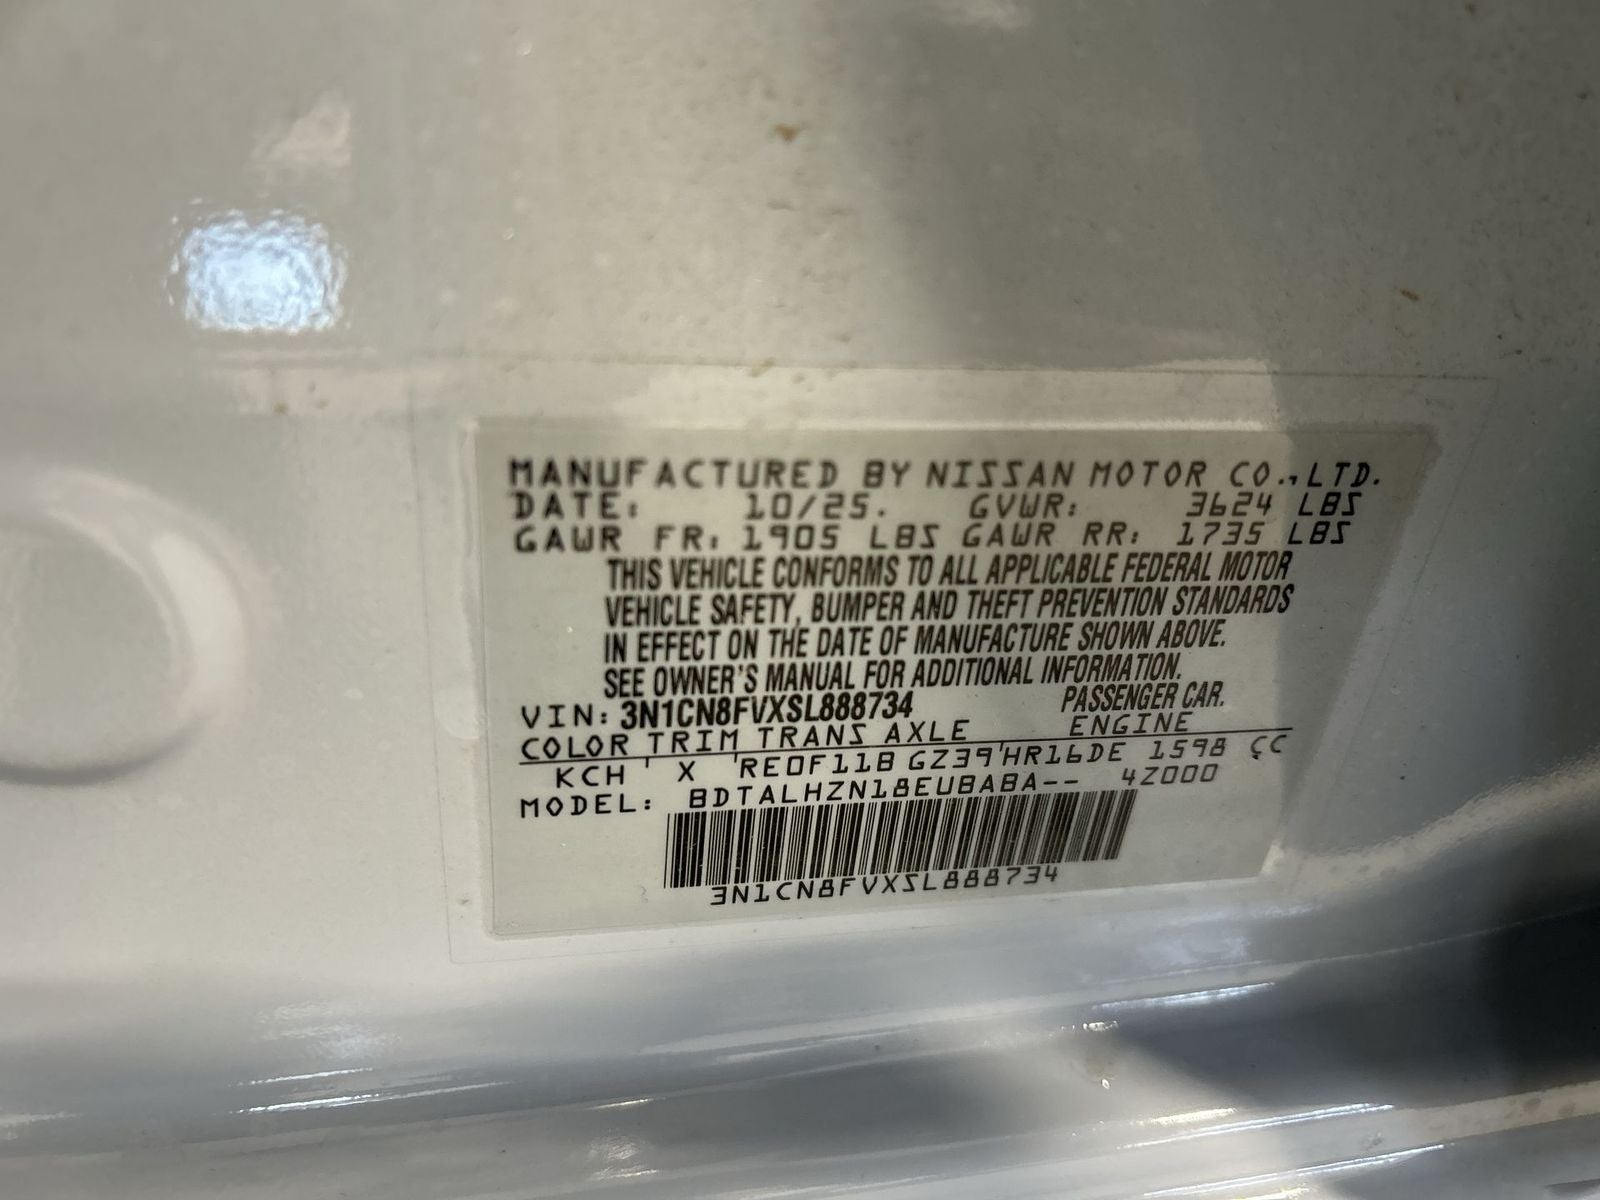 MANUFACTURED BY NISSAN MOTOR CO.,LTD.
DATE: 10/25. GVWR: 3624 LBS
GAWR FR: 1905 LBS GAWR RR: 1735 LBS
THIS VEHICLE CONFORMS TO ALL APPLICABLE FEDERAL MOTOR
VEHICLE SAFETY, BUMPER AND THEFT PREVENTION STANDARDS
IN EFFECT ON THE DATE OF MANUFACTURE SHOWN ABOVE.
SEE OWNER'S MANUAL FOR ADDITIONAL INFORMATION.
VIN: 3N1CN8FVXSL888734 PASSENGER CAR.
COLOR TRIM TRANS AXLE ENGINE
KCH ' X 'RE0F11B GZ39'HR16DE 1598 CC
MODEL: BDTALHZN18EUBABA-- 4Z000
3N1CN8FVXSL888734